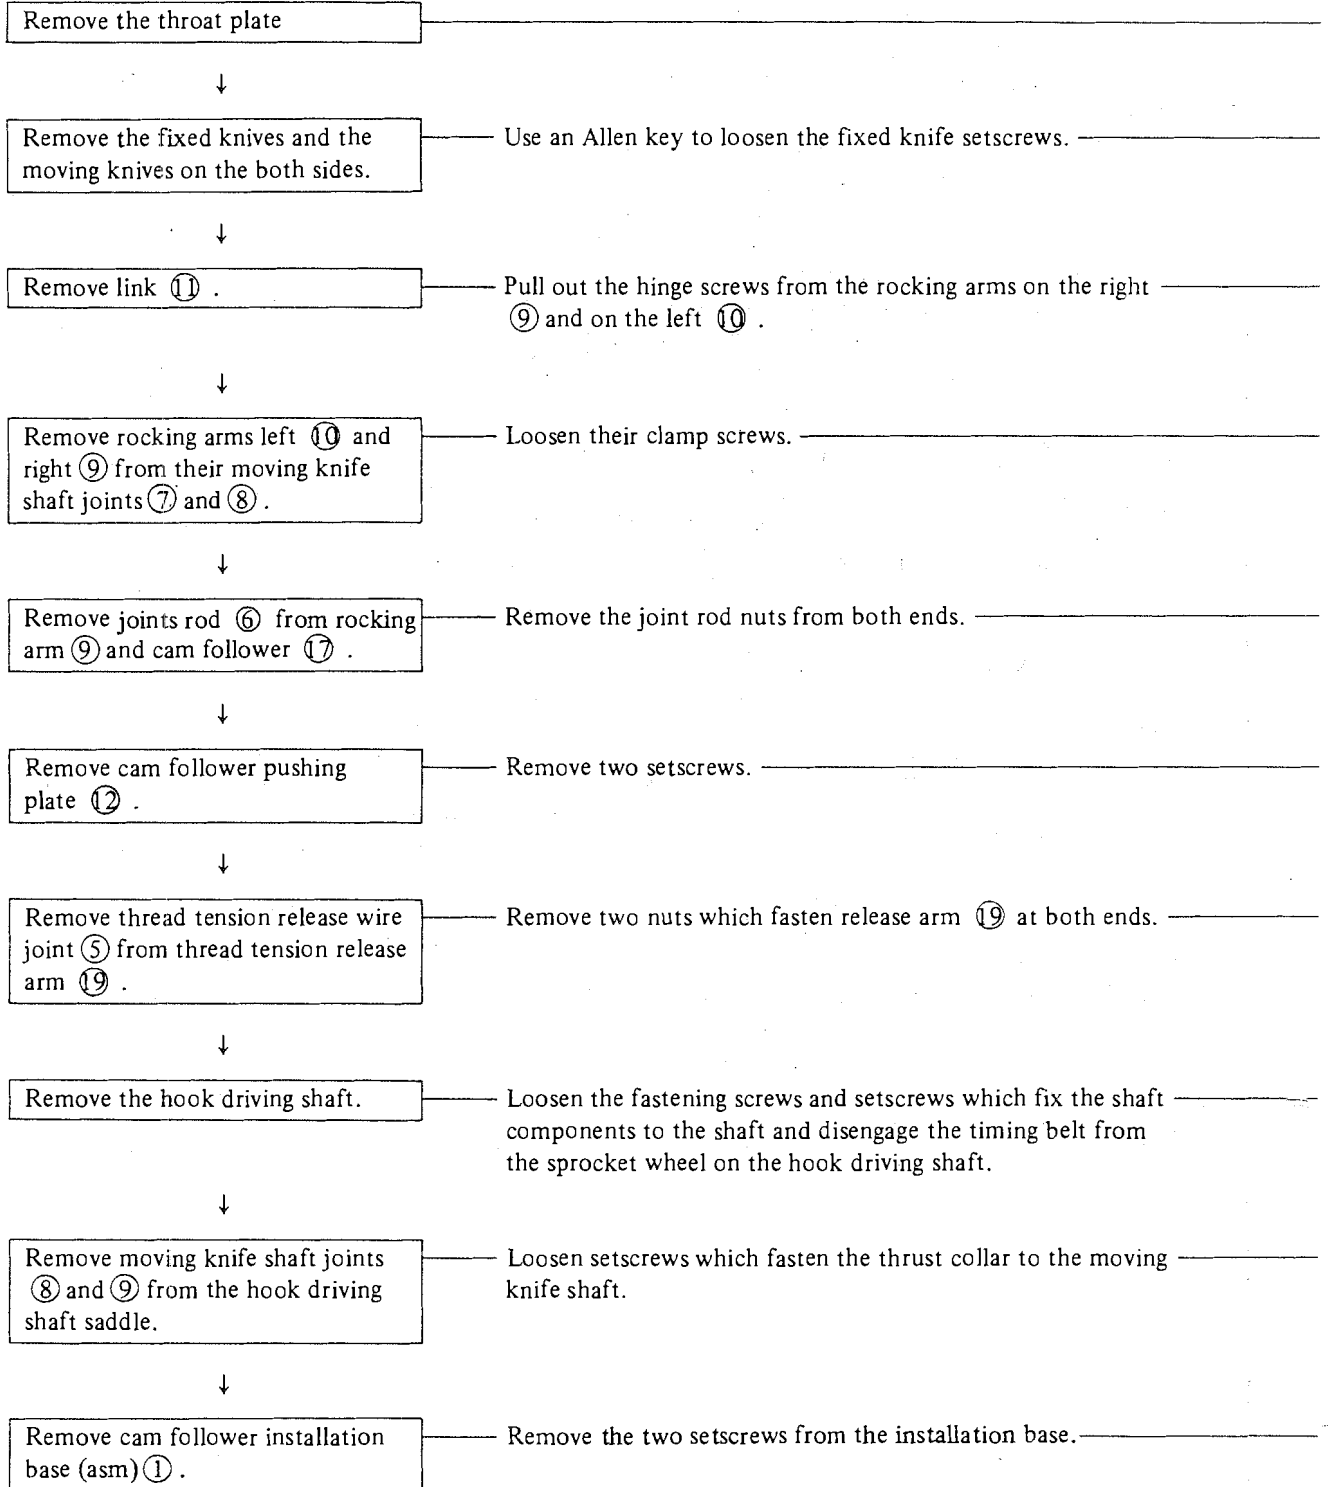 Remove the throat plate
↓
Remove the fixed knives and the
moving knives on the both sides.
Use an Allen key to loosen the fixed knife setscrews.
↓
Remove link ⑪ .
Pull out the hinge screws from the rocking arms on the right
⑨ and on the left ⑩ .
↓
Remove rocking arms left ⑩ and
right ⑨ from their moving knife
shaft joints ⑦ and ⑧ .
Loosen their clamp screws.
↓
Remove joints rod ⑥ from rocking
arm ⑨ and cam follower ⑰ .
Remove the joint rod nuts from both ends.
↓
Remove cam follower pushing
plate ⑫ .
Remove two setscrews.
↓
Remove thread tension release wire
joint ⑤ from thread tension release
arm ⑲ .
Remove two nuts which fasten release arm ⑲ at both ends.
↓
Remove the hook driving shaft.
Loosen the fastening screws and setscrews which fix the shaft
components to the shaft and disengage the timing belt from
the sprocket wheel on the hook driving shaft.
↓
Remove moving knife shaft joints
⑧ and ⑨ from the hook driving
shaft saddle.
Loosen setscrews which fasten the thrust collar to the moving
knife shaft.
↓
Remove cam follower installation
base (asm) ① .
Remove the two setscrews from the installation base.